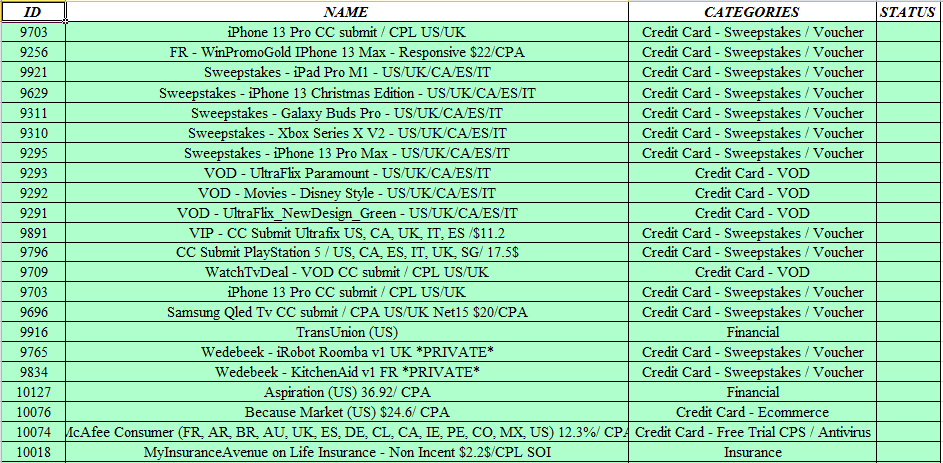 ID NAME CATEGORIES STATUS
9703 iPhone 13 Pro CC submit / CPL US/UK Credit Card - Sweepstakes / Voucher
9256 FR - WinPromoGold IPhone 13 Max - Responsive $22/CPA Credit Card - Sweepstakes / Voucher
9921 Sweepstakes - iPad Pro M1 - US/UK/CA/ES/IT Credit Card - Sweepstakes / Voucher
9629 Sweepstakes - iPhone 13 Christmas Edition - US/UK/CA/ES/IT Credit Card - Sweepstakes / Voucher
9311 Sweepstakes - Galaxy Buds Pro - US/UK/CA/ES/IT Credit Card - Sweepstakes / Voucher
9310 Sweepstakes - Xbox Series X V2 - US/UK/CA/ES/IT Credit Card - Sweepstakes / Voucher
9295 Sweepstakes - iPhone 13 Pro Max - US/UK/CA/ES/IT Credit Card - Sweepstakes / Voucher
9293 VOD - UltraFlix Paramount - US/UK/CA/ES/IT Credit Card - VOD
9292 VOD - Movies - Disney Style - US/UK/CA/ES/IT Credit Card - VOD
9291 VOD - UltraFlix_NewDesign_Green - US/UK/CA/ES/IT Credit Card - VOD
9891 VIP - CC Submit Ultrafix US, CA, UK, IT, ES /$11.2 Credit Card - Sweepstakes / Voucher
9796 CC Submit PlayStation 5 / US, CA, ES, IT, UK, SG/ 17.5$ Credit Card - Sweepstakes / Voucher
9709 WatchTvDeal - VOD CC submit / CPL US/UK Credit Card - VOD
9703 iPhone 13 Pro CC submit / CPL US/UK Credit Card - Sweepstakes / Voucher
9696 Samsung Qled Tv CC submit / CPA US/UK Net15 $20/CPA Credit Card - Sweepstakes / Voucher
9916 TransUnion (US) Financial
9765 Wedebeek - iRobot Roomba v1 UK *PRIVATE* Credit Card - Sweepstakes / Voucher
9834 Wedebeek - KitchenAid v1 FR *PRIVATE* Credit Card - Sweepstakes / Voucher
10127 Aspiration (US) 36.92/ CPA Financial
10076 Because Market (US) $24.6/ CPA Credit Card - Ecommerce
10074 McAfee Consumer (FR, AR, BR, AU, UK, ES, DE, CL, CA, IE, PE, CO, MX, US) 12.3%/ CPA Credit Card - Free Trial CPS / Antivirus
10018 MyInsuranceAvenue on Life Insurance - Non Incent $2.2$/CPL SOI Insurance